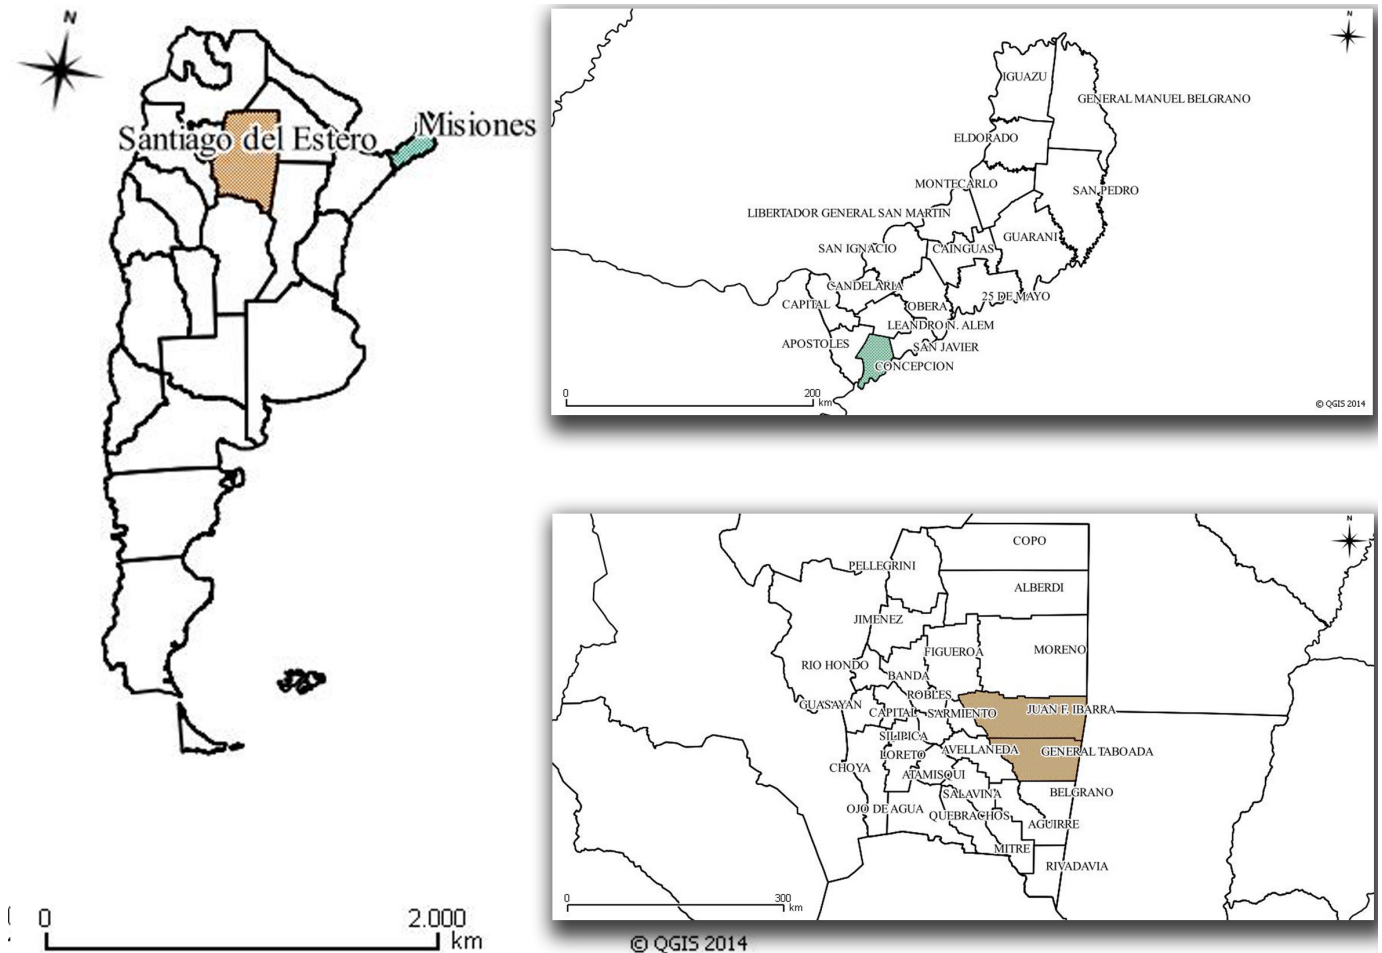 N
Santiago del Estero
Misiones
0
2.000
km
© QGIS 2014
N
IGUAZU
GENERAL MANUEL BELGRANO
ELDORADO
MONTECARLO
SAN PEDRO
LIBERTADOR GENERAL SAN MARTIN
GUARANI
SAN IGNACIO
CAINGUAS
CANDELARIA
25 DE MAYO
CAPITAL
OBERA
LEANDRO N. ALEM
APOSTOLES
SAN JAVIER
CONCEPCION
0
200
km
© QGIS 2014
N
COPO
PELLEGRINI
ALBERDI
JIMENEZ
FIGUEROA
MORENO
RIO HONDO
BANDA
ROBLES
GUASAYAN
CAPITAL
SARMIENTO
JUAN F. IBARRA
SILIPICA
AVELLANEDA
GENERAL TABOADA
LORETO
CHOYA
ATAMISQUI
SALAVINA
BELGRANO
OJO DE AGUA
QUEBRACHOS
AGUIRRE
MITRE
RIVADAVIA
0
300
km